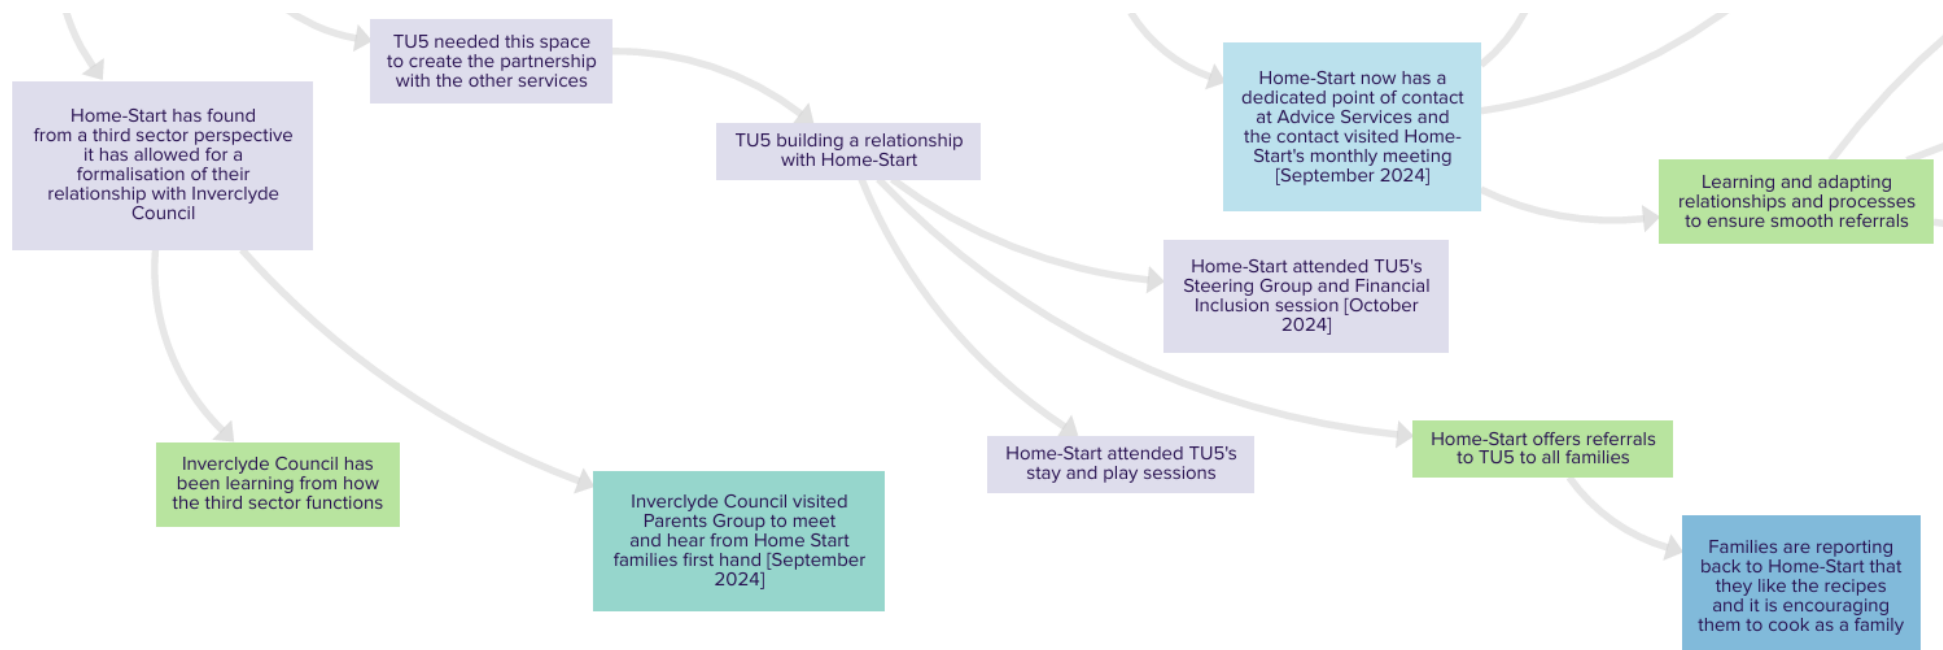 TU5 needed this space
to create the partnership
with the other services
Home-Start has found
from a third sector perspective
it has allowed for a
formalisation of their
relationship with Inverclyde
Council
TU5 building a relationship
with Home-Start
Home-Start now has a
dedicated point of contact
at Advice Services and
the contact visited Home-
Start's monthly meeting
[September 2024]
Learning and adapting
relationships and processes
to ensure smooth referrals
Home-Start attended TU5's
Steering Group and Financial
Inclusion session [October
2024]
Inverclyde Council has
been learning from how
the third sector functions
Inverclyde Council visited
Parents Group to meet
and hear from Home Start
families first hand [September
2024]
Home-Start attended TU5's
stay and play sessions
Home-Start offers referrals
to TU5 to all families
Families are reporting
back to Home-Start that
they like the recipes
and it is encouraging
them to cook as a family